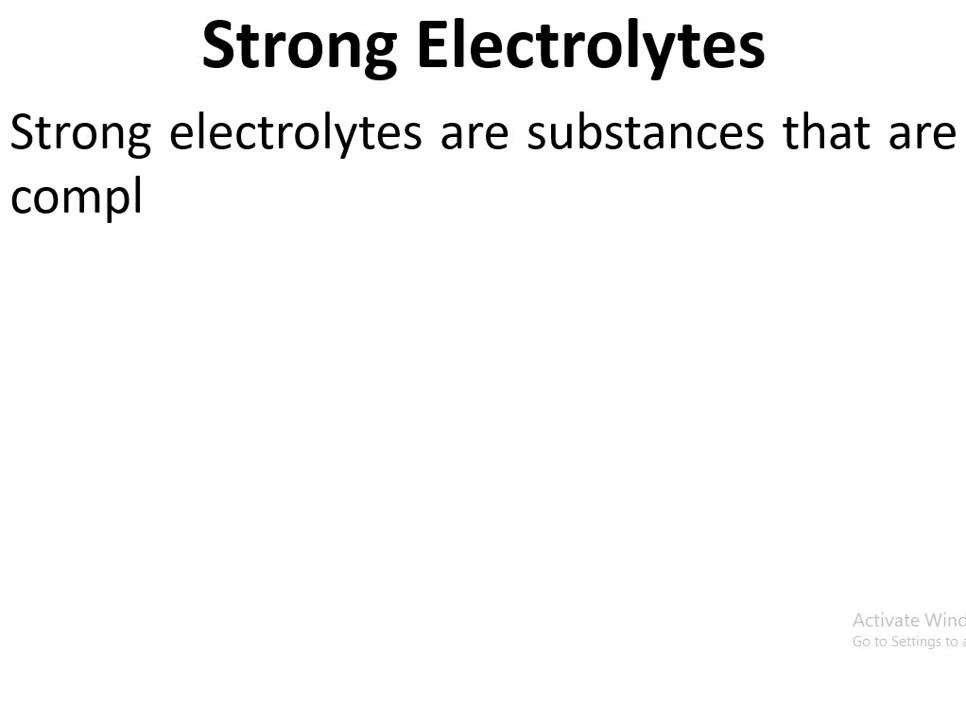 Strong Electrolytes
Strong electrolytes are substances that are
compl
Activate Wind
Go to Settings to a